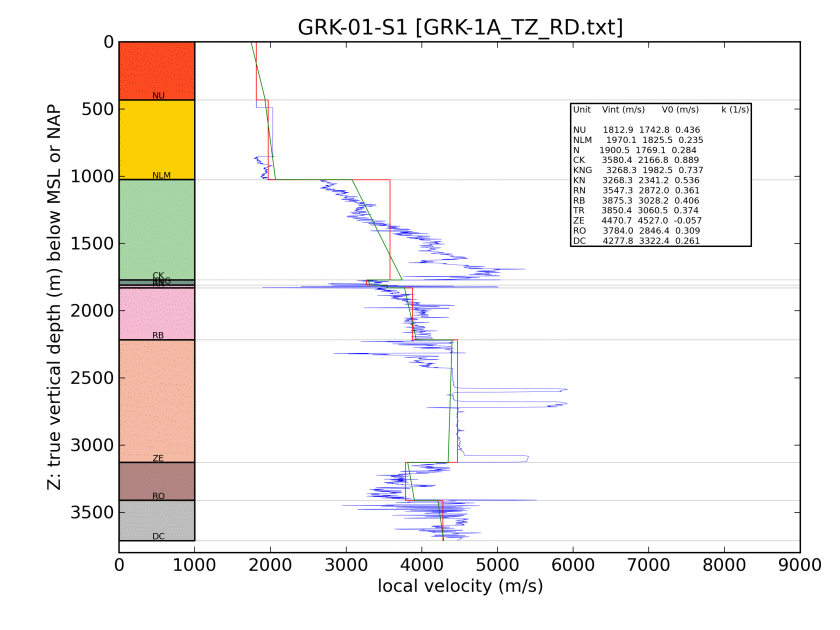 GRK-01-S1 [GRK-1A_TZ_RD.txt]
0
500
1000
1500
2000
2500
3000
3500
Z: true vertical depth (m) below MSL or NAP
NU
NLM
CK
RB
ZE
RO
DC
Unit Vint (m/s) V0 (m/s) k (1/s)
NU 1812.9 1742.8 0.436
NLM 1970.1 1825.5 0.235
N 1900.5 1769.1 0.284
CK 3580.4 2166.8 0.889
KNG 3268.3 1982.5 0.737
KN 3268.3 2341.2 0.536
RN 3547.3 2872.0 0.361
RB 3875.3 3028.2 0.406
TR 3850.4 3060.5 0.374
ZE 4470.7 4527.0 -0.057
RO 3784.0 2846.4 0.309
DC 4277.8 3322.4 0.261
0 1000 2000 3000 4000 5000 6000 7000 8000 9000
local velocity (m/s)